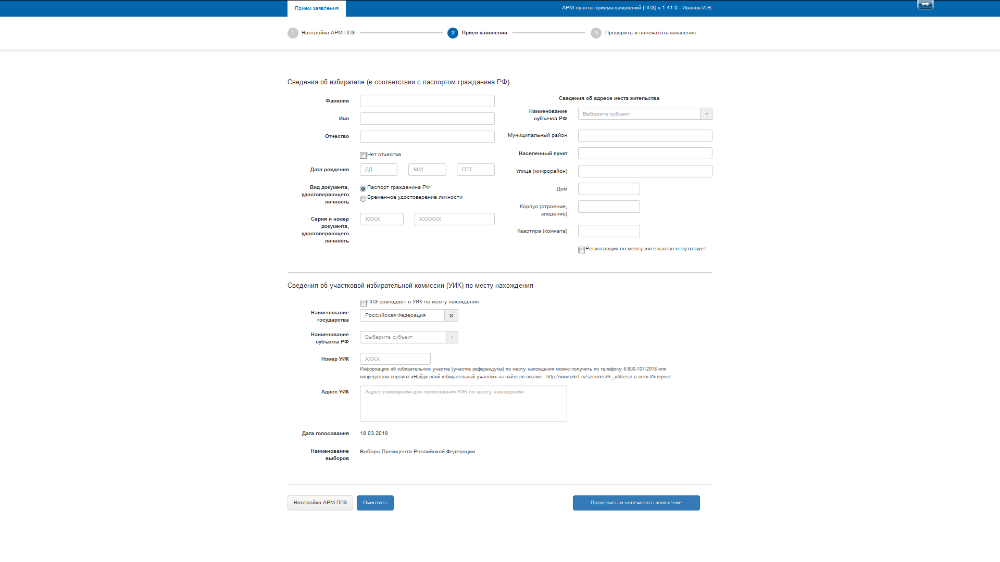 Прием заявления
АРМ пункта приема заявлений (ППЗ) v 1.41.0 - Иванов И.В.
1 Настройка АРМ ППЗ
2 Прием заявления
3 Проверить и напечатать заявление
Сведения об избирателе (в соответствии с паспортом гражданина РФ)
Фамилия
Имя
Отчество
Нет отчества
Дата рождения ДД ММ ГГГГ
Вид документа,
удостоверяющего
личность
Паспорт гражданина РФ
Временное удостоверение личности
Серия и номер
документа,
удостоверяющего
личность
XXXX XXXXXX
Сведения об адресе места жительства
Наименование
субъекта РФ
Выберите субъект
Муниципальный район
Населенный пункт
Улица (микрорайон)
Дом
Корпус (строение,
владение)
Квартира (комната)
Регистрация по месту жительства отсутствует
Сведения об участковой избирательной комиссии (УИК) по месту нахождения
ППЗ совпадает с УИК по месту нахождения
Наименование
государства
Российская Федерация
Наименование
субъекта РФ
Выберите субъект
Номер УИК XXXX
Информацию об избирательном участке (участке референдума) по месту нахождения можно получить по телефону 8-800-707-2018 или
посредством сервиса «Найди свой избирательный участок» на сайте по ссылке - http://www.cikrf.ru/services/lk_address/ в сети Интернет
Адрес УИК Адрес помещения для голосования УИК по месту нахождения
Дата голосования 18.03.2018
Наименование
выборов
Выборы Президента Российской Федерации
Настройка АРМ ППЗ Очистить Проверить и напечатать заявление